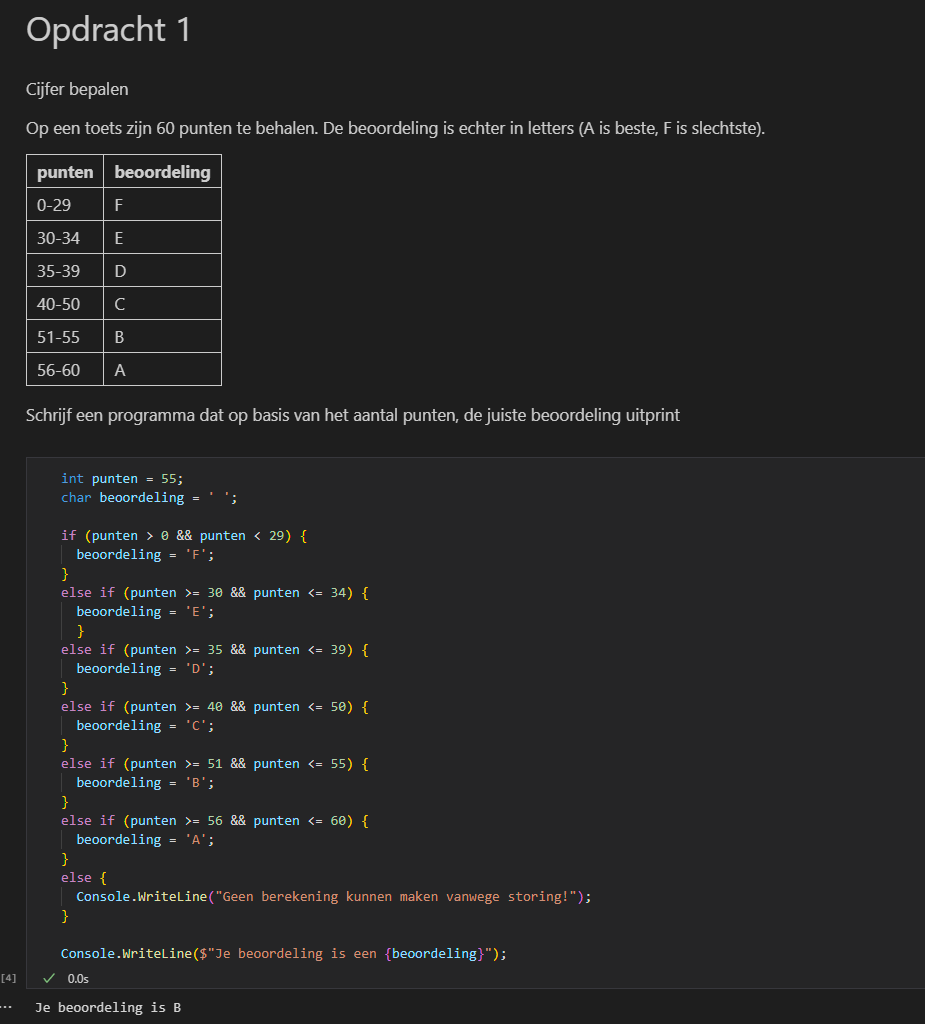 Opdracht 1
Cijfer bepalen
Op een toets zijn 60 punten te behalen. De beoordeling is echter in letters (A is beste, F is slechtste).
punten beoordeling
0-29 F
30-34 E
35-39 D
40-50 C
51-55 B
56-60 A
Schrijf een programma dat op basis van het aantal punten, de juiste beoordeling uitprint
int punten = 55;
char beoordeling = ' ';
if (punten > 0 && punten < 29) {
beoordeling = 'F';
}
else if (punten >= 30 && punten <= 34) {
beoordeling = 'E';
}
else if (punten >= 35 && punten <= 39) {
beoordeling = 'D';
}
else if (punten >= 40 && punten <= 50) {
beoordeling = 'C';
}
else if (punten >= 51 && punten <= 55) {
beoordeling = 'B';
}
else if (punten >= 56 && punten <= 60) {
beoordeling = 'A';
}
else {
Console.WriteLine("Geen berekening kunnen maken vanwege storing!");
}
Console.WriteLine($"Je beoordeling is een {beoordeling}");
[4] ✓ 0.0s
... Je beoordeling is B